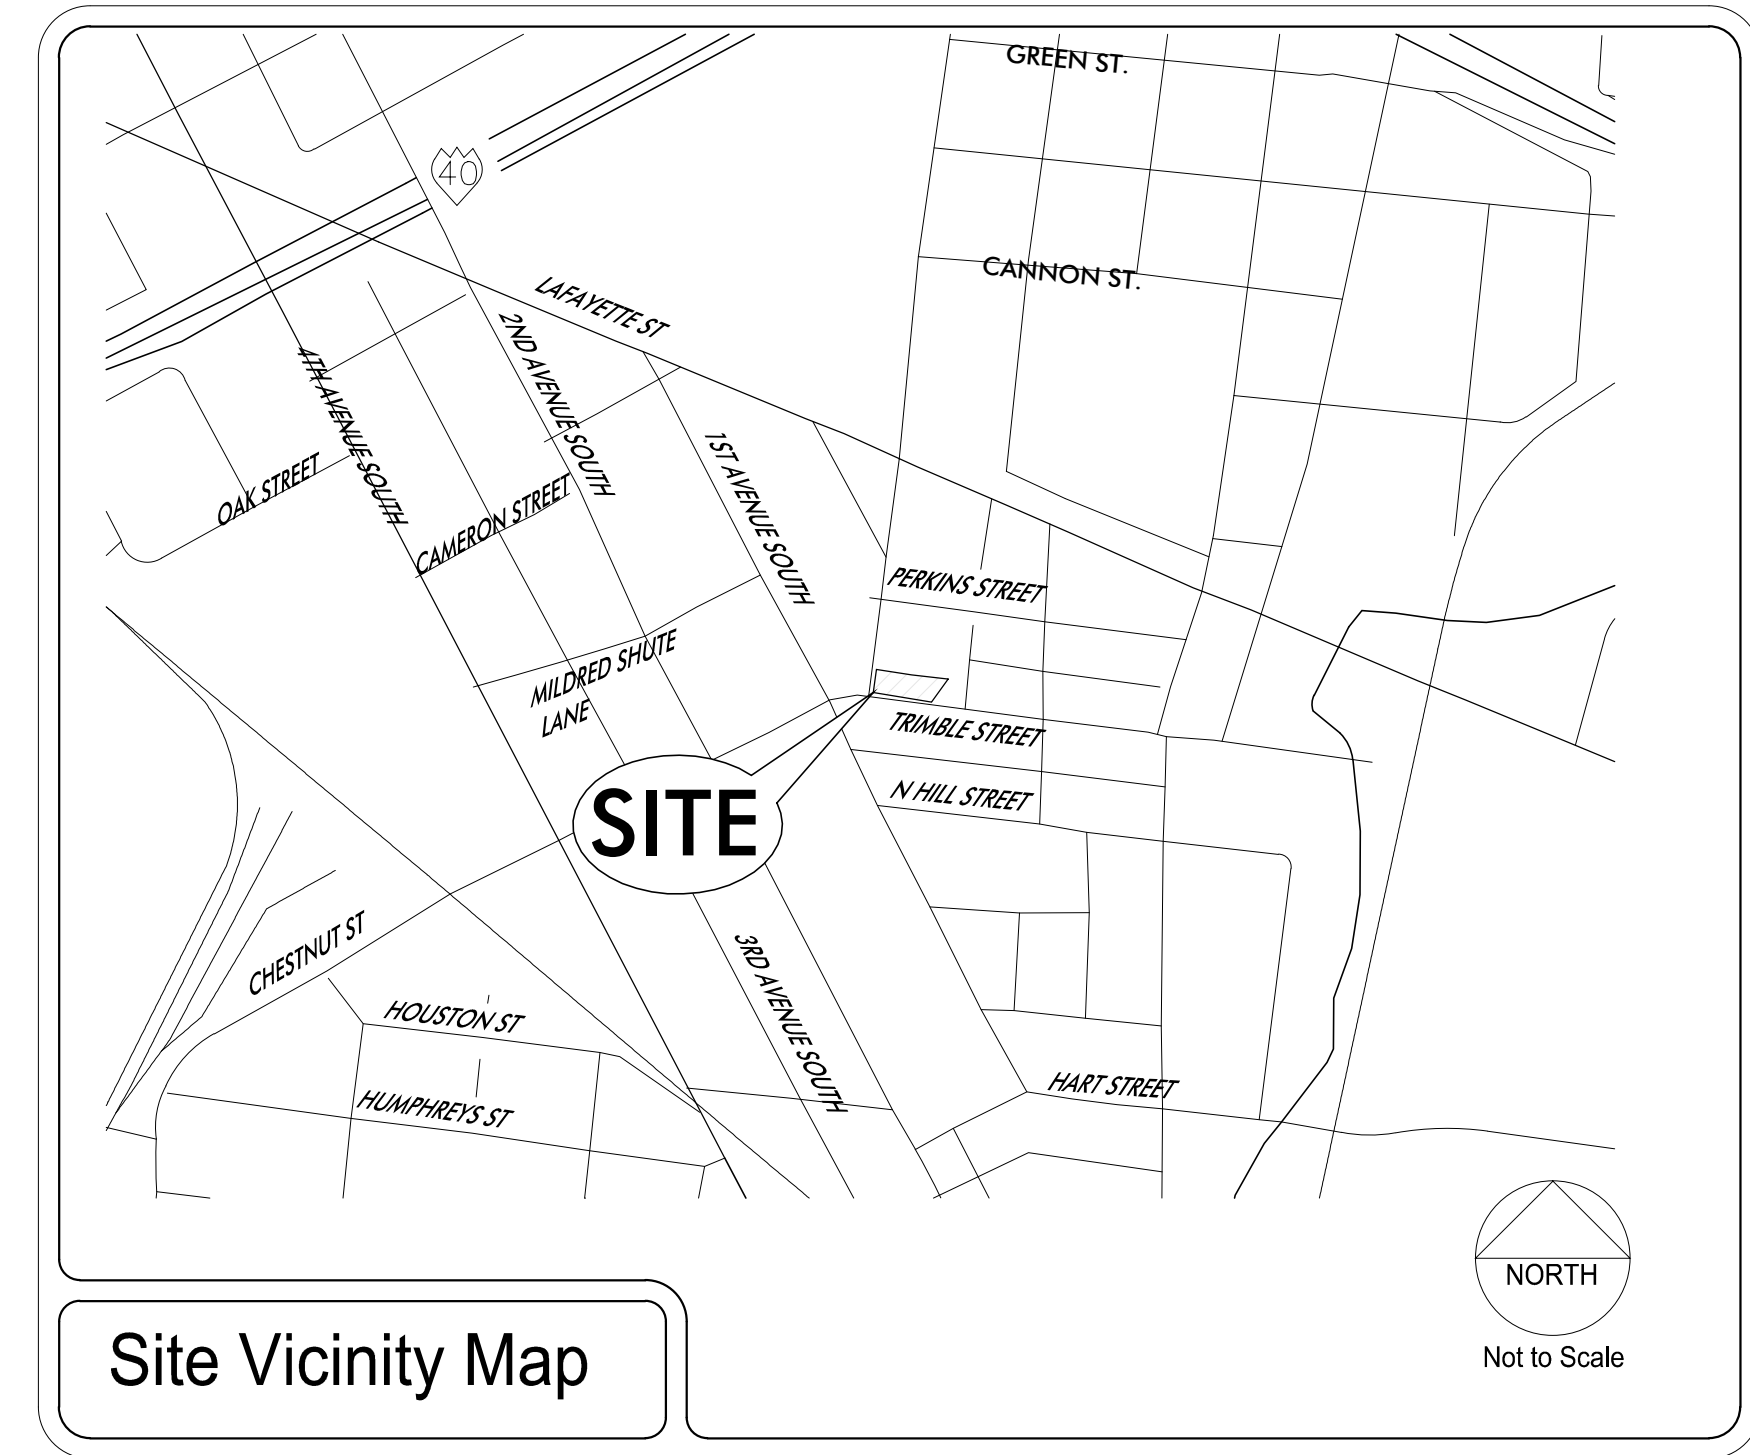 GREEN ST.
40
CANNON ST.
LAFAYETTE ST
2ND AVENUE SOUTH
4TH AVENUE SOUTH
1ST AVENUE SOUTH
OAK STREET
CAMERON STREET
PERKINS STREET
MILDRED SHUTE
LANE
TRIMBLE STREET
N HILL STREET
SITE
CHESTNUT ST
3RD AVENUE SOUTH
HOUSTON ST
HART STREET
HUMPHREYS ST
NORTH
Not to Scale
Site Vicinity Map